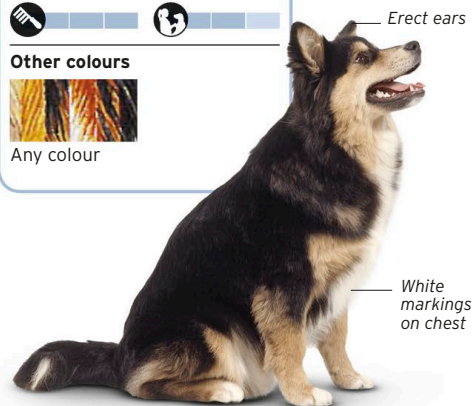 Erect ears
Other colours
Any colour
White
markings
on chest